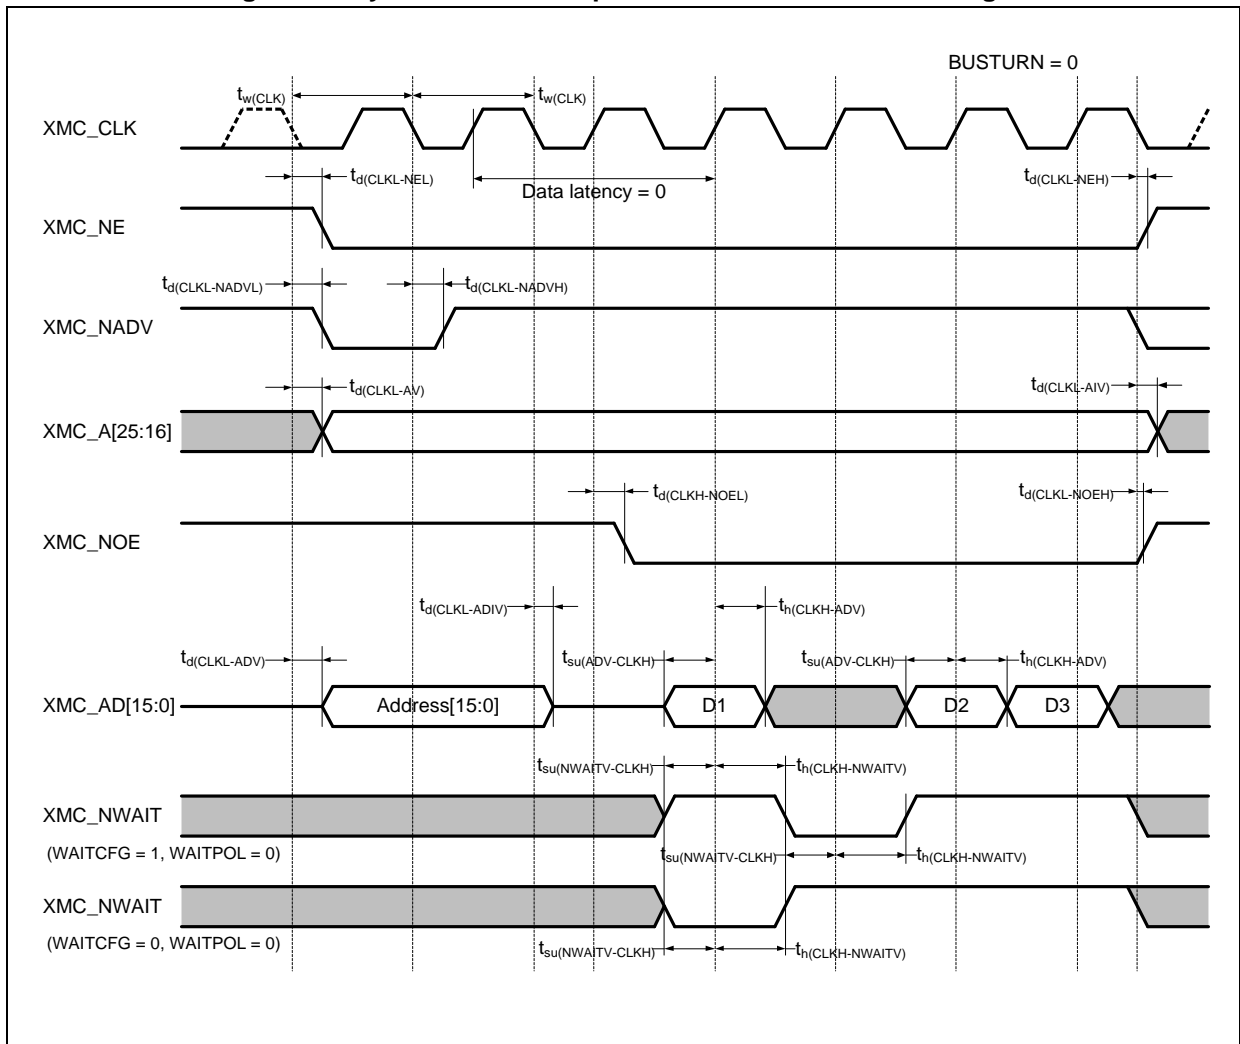 BUSTURN = 0
tw(CLK) tw(CLK)
XMC_CLK
td(CLKL-NEL) td(CLKL-NEH)
Data latency = 0
XMC_NE
td(CLKL-NADVL) td(CLKL-NADVH)
XMC_NADV
td(CLKL-AV) td(CLKL-AIV)
XMC_A[25:16]
td(CLKH-NOEL) td(CLKL-NOEH)
XMC_NOE
td(CLKL-ADIV) th(CLKH-ADV)
td(CLKL-ADV) tsu(ADV-CLKH) tsu(ADV-CLKH) th(CLKH-ADV)
XMC_AD[15:0] Address[15:0] D1 D2 D3
tsu(NWAITV-CLKH) th(CLKH-NWAITV)
XMC_NWAIT
(WAITCFG = 1, WAITPOL = 0) tsu(NWAITV-CLKH) th(CLKH-NWAITV)
XMC_NWAIT
(WAITCFG = 0, WAITPOL = 0) tsu(NWAITV-CLKH) th(CLKH-NWAITV)